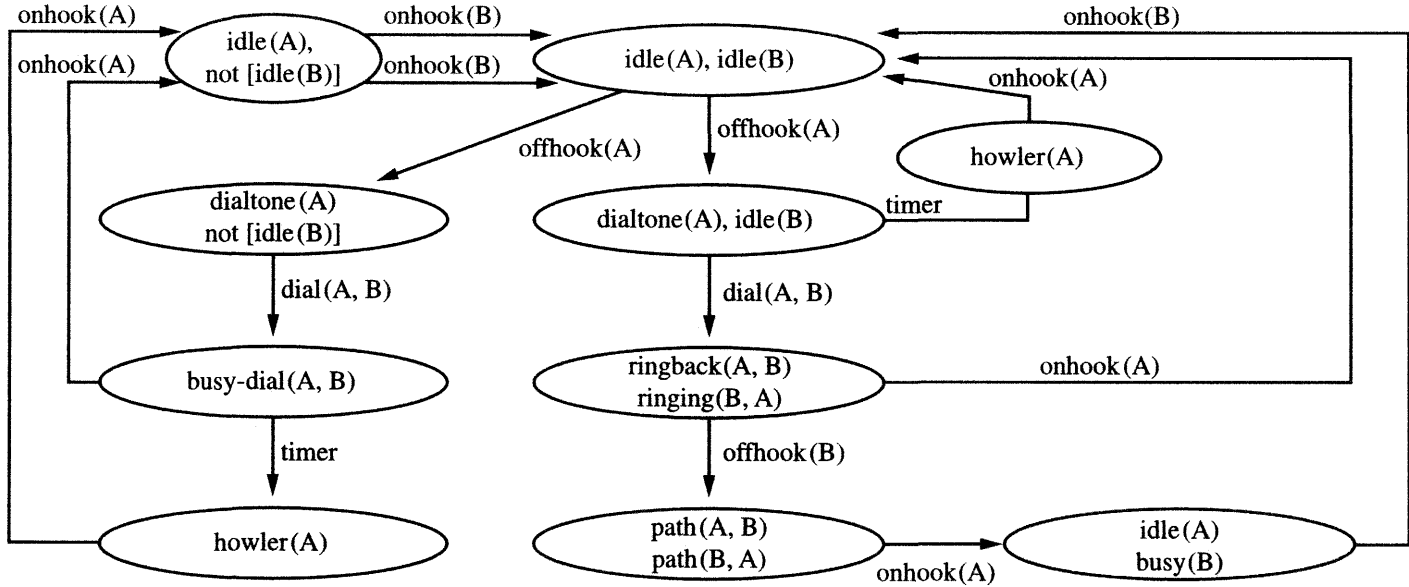 onhook(A)
onhook(B)
onhook(B)
idle(A),
not [idle(B)]
idle(A), idle(B)
onhook(A)
onhook(B)
onhook(A)
offhook(A)
offhook(A)
howler(A)
dialtone(A)
not [idle(B)]
dialtone(A), idle(B)
timer
dial(A, B)
dial(A, B)
busy-dial(A, B)
ringback(A, B)
ringing(B, A)
onhook(A)
timer
offhook(B)
howler(A)
path(A, B)
path(B, A)
onhook(A)
idle(A)
busy(B)